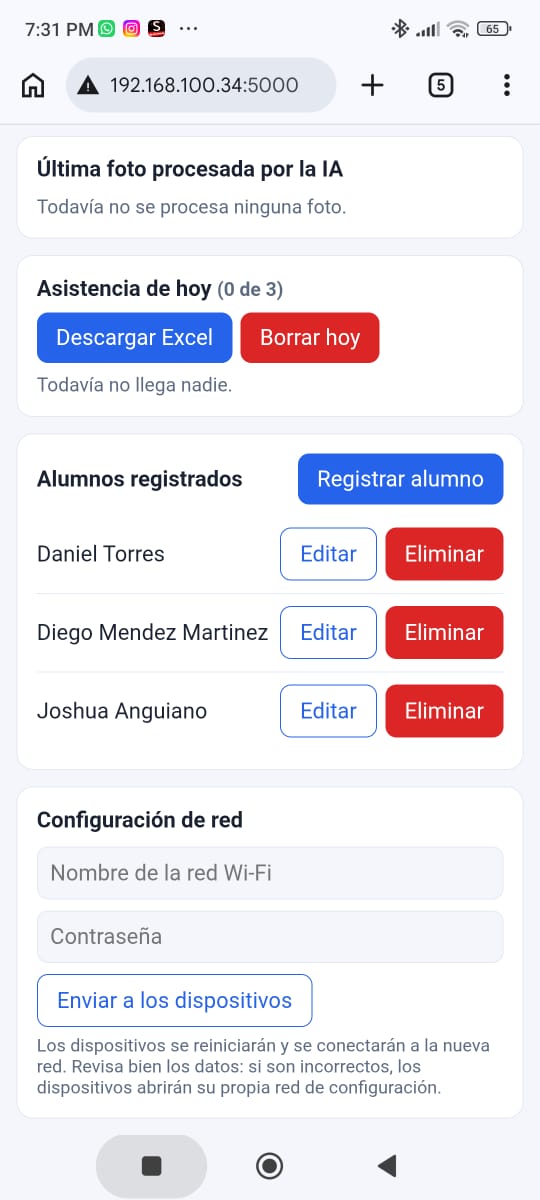 7:31 PM
65
192.168.100.34:5000
5
Última foto procesada por la IA
Todavía no se procesa ninguna foto.
Asistencia de hoy (0 de 3)
Descargar Excel
Borrar hoy
Todavía no llega nadie.
Alumnos registrados
Registrar alumno
Daniel Torres
Editar
Eliminar
Diego Mendez Martinez
Editar
Eliminar
Joshua Anguiano
Editar
Eliminar
Configuración de red
Nombre de la red Wi-Fi
Contraseña
Enviar a los dispositivos
Los dispositivos se reiniciarán y se conectarán a la nueva
red. Revisa bien los datos: si son incorrectos, los
dispositivos abrirán su propia red de configuración.